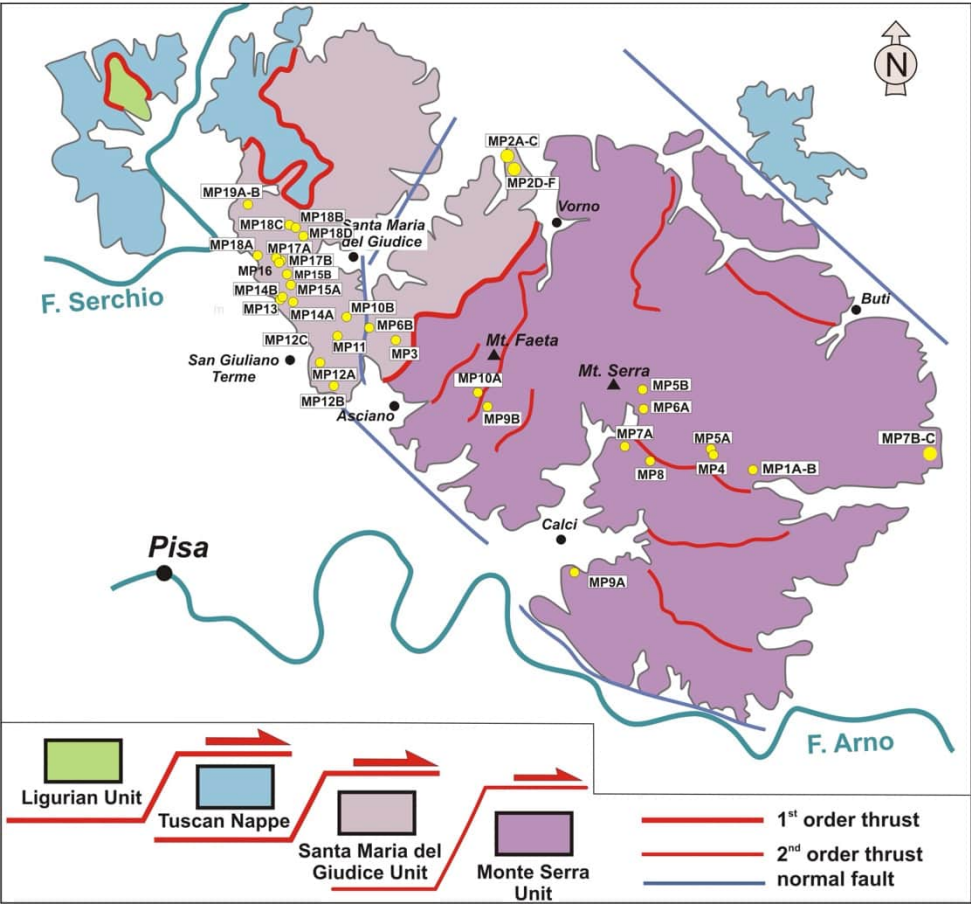 N
MP2A-C
MP2D-F
MP19A-B
Vorno
MP18B
MP18C
MP18D
Santa Maria
del Giudice
MP18A
MP17A
MP17B
MP16
MP15B
F. Serchio
MP14B
MP15A
Buti
MP13
MP14A
MP10B
MP6B
MP12C
MP11
MP3
Mt. Faeta
San Giuliano
Terme
MP12A
MP10A
Mt. Serra
MP5B
MP12B
Asciano
MP9B
MP6A
MP7A
MP5A
MP7B-C
MP8
MP4
MP1A-B
Calci
Pisa
MP9A
F. Arno
Ligurian Unit
Tuscan Nappe
Santa Maria del
Giudice Unit
Monte Serra
Unit
1st order thrust
2nd order thrust
normal fault